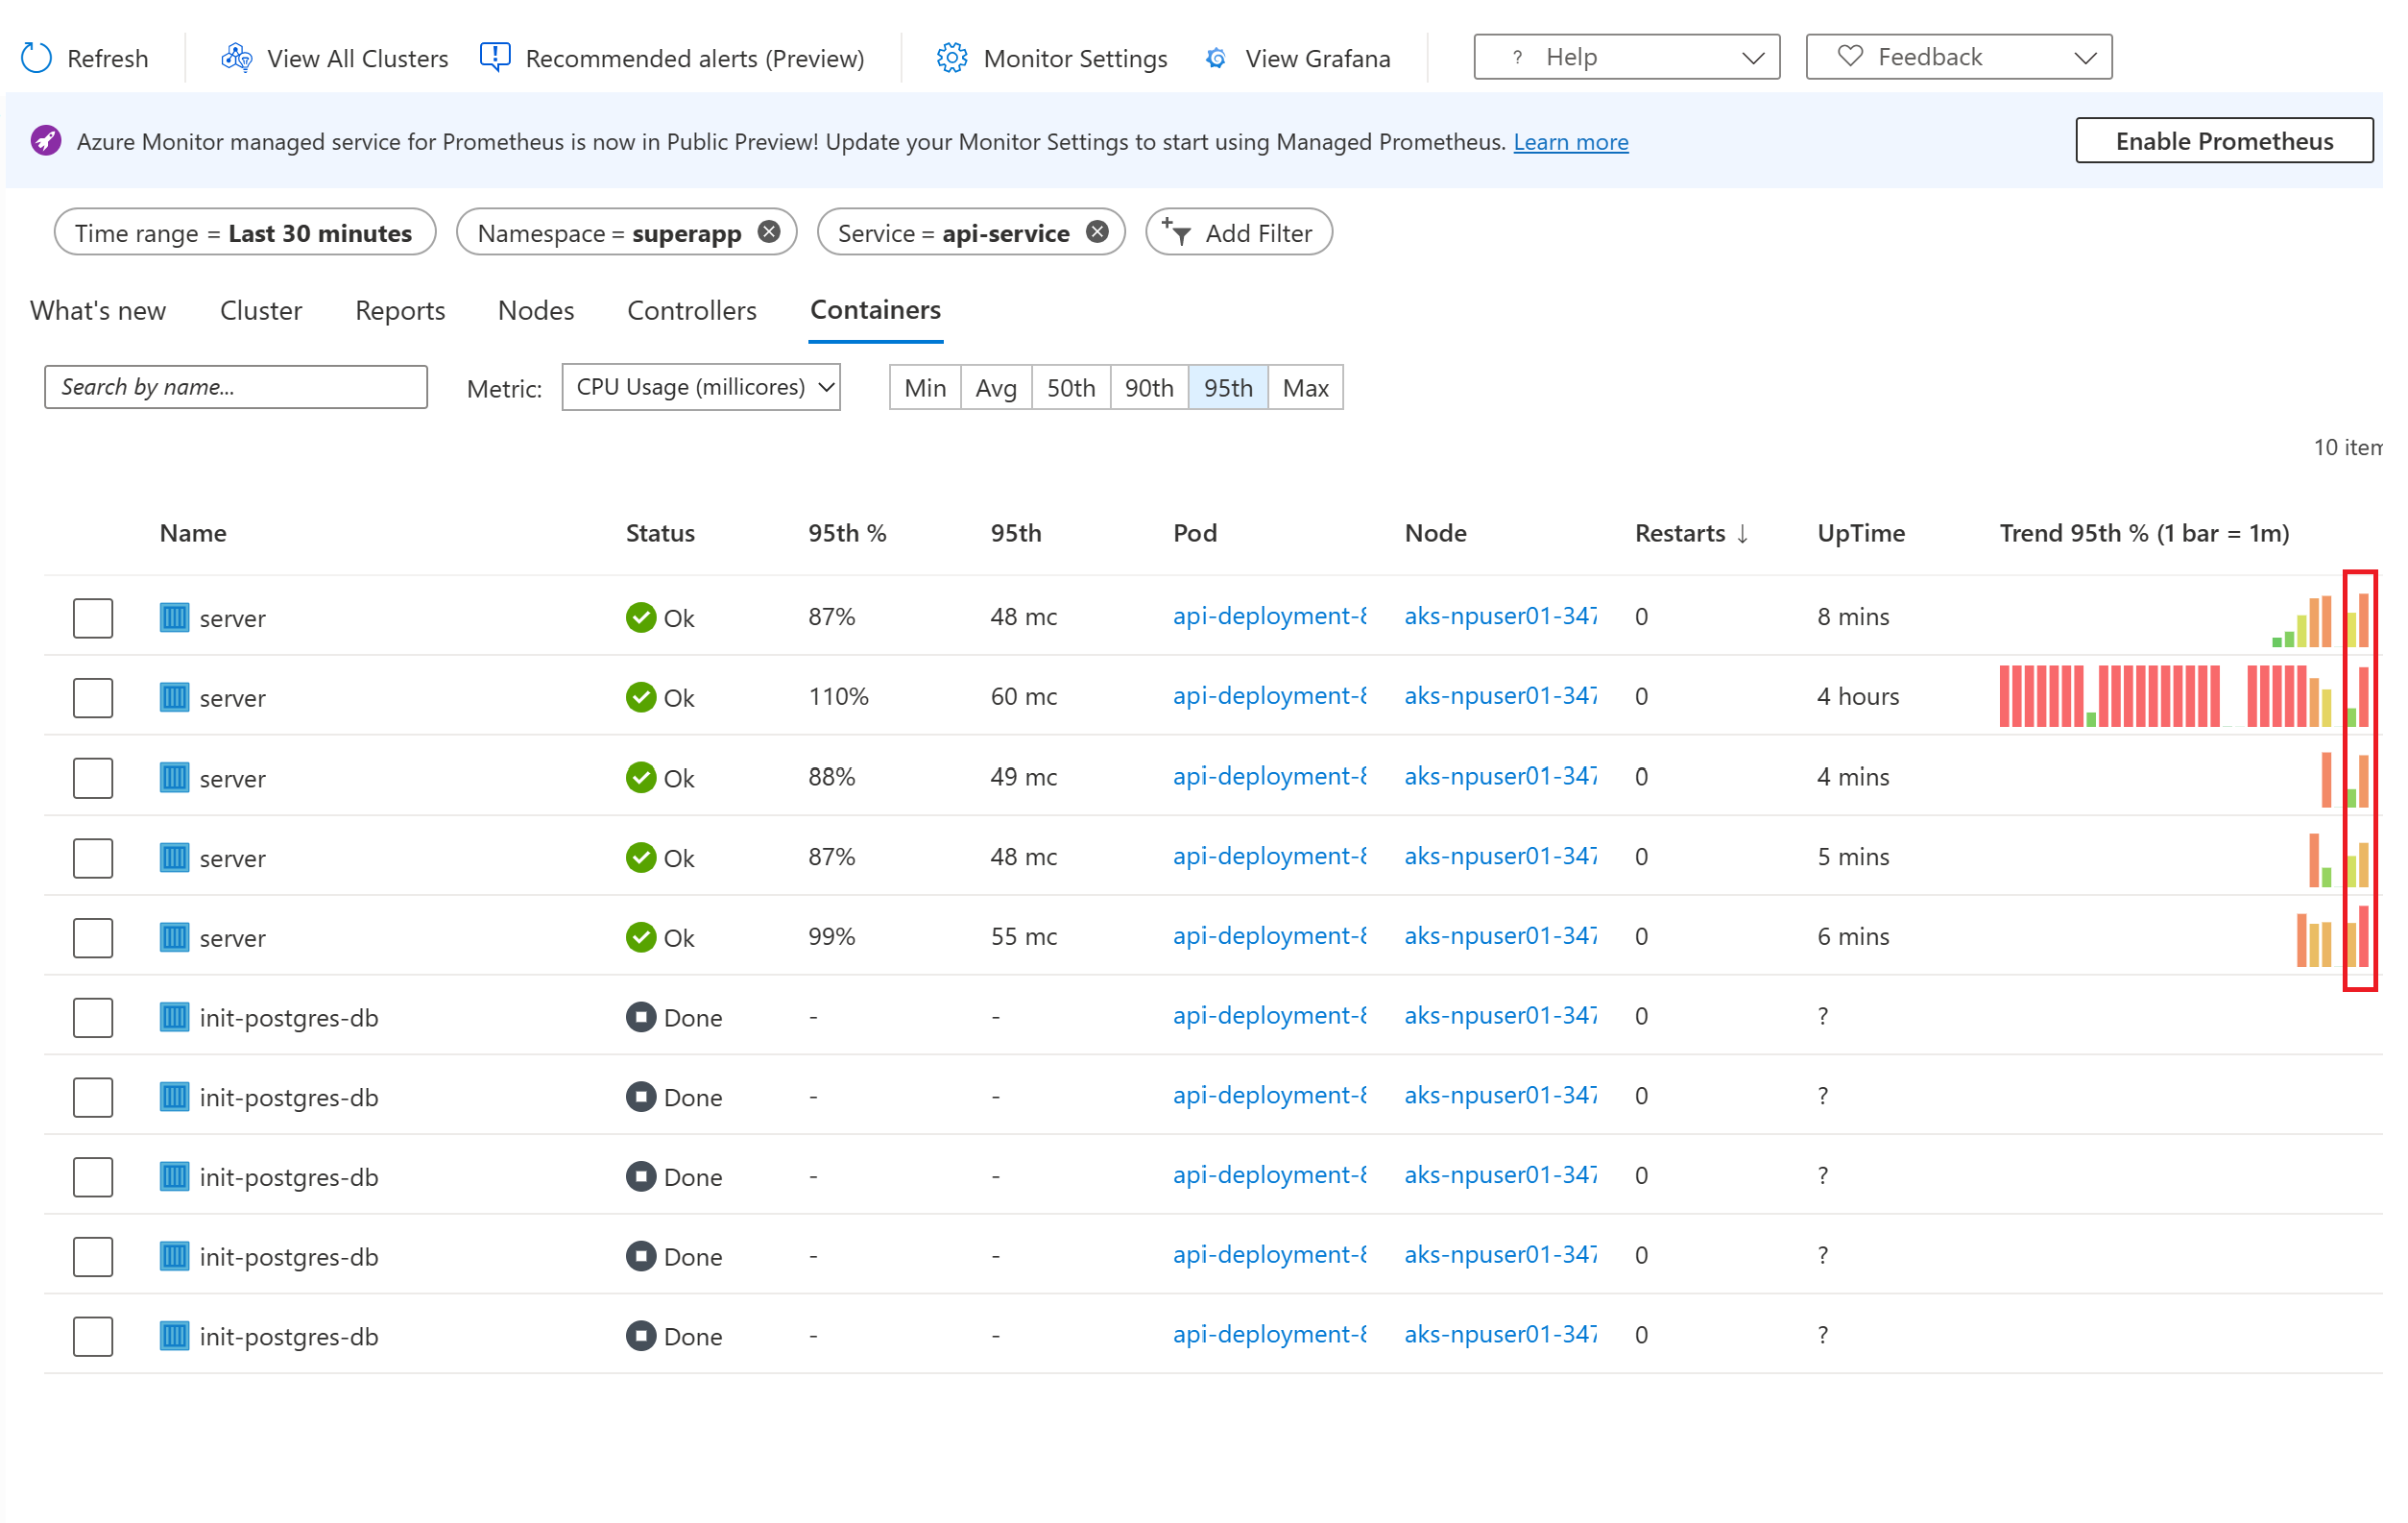 Refresh View All Clusters Recommended alerts (Preview) Monitor Settings View Grafana ? Help Feedback
Azure Monitor managed service for Prometheus is now in Public Preview! Update your Monitor Settings to start using Managed Prometheus. Learn more Enable Prometheus
Time range = Last 30 minutes Namespace = superapp Service = api-service Add Filter
What's new Cluster Reports Nodes Controllers Containers
Search by name... Metric: CPU Usage (millicores) Min Avg 50th 90th 95th Max
10 item
Name Status 95th % 95th Pod Node Restarts ↓ UpTime Trend 95th % (1 bar = 1m)
server Ok 87% 48 mc api-deployment-8 aks-npuser01-347 0 8 mins
server Ok 110% 60 mc api-deployment-8 aks-npuser01-347 0 4 hours
server Ok 88% 49 mc api-deployment-8 aks-npuser01-347 0 4 mins
server Ok 87% 48 mc api-deployment-8 aks-npuser01-347 0 5 mins
server Ok 99% 55 mc api-deployment-8 aks-npuser01-347 0 6 mins
init-postgres-db Done - - api-deployment-8 aks-npuser01-347 0 ?
init-postgres-db Done - - api-deployment-8 aks-npuser01-347 0 ?
init-postgres-db Done - - api-deployment-8 aks-npuser01-347 0 ?
init-postgres-db Done - - api-deployment-8 aks-npuser01-347 0 ?
init-postgres-db Done - - api-deployment-8 aks-npuser01-347 0 ?